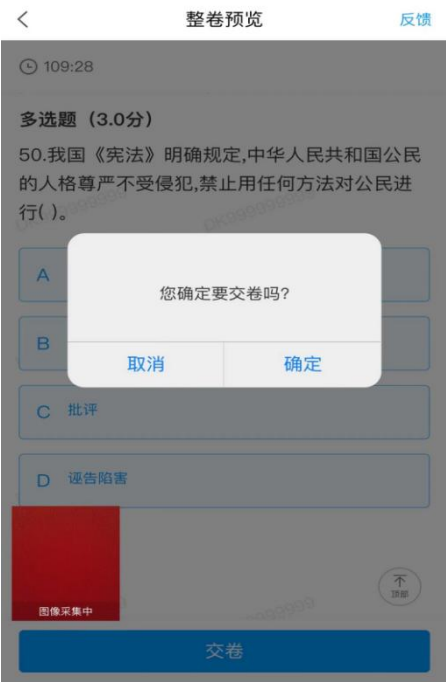 整卷预览
反馈
109:28
多选题（3.0分）
50.我国《宪法》明确规定,中华人民共和国公民
的人格尊严不受侵犯,禁止用任何方法对公民进
行( )。
A
您确定要交卷吗?
B
取消
确定
C 批评
D 诬告陷害
图像采集中
顶部
交卷